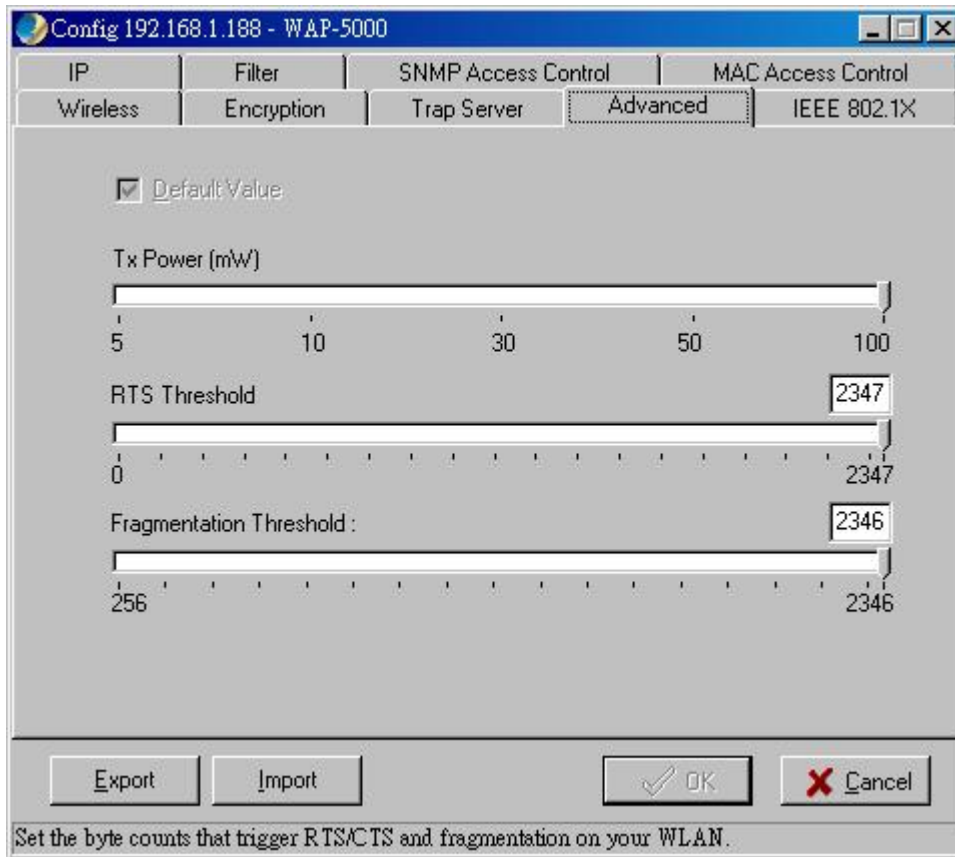 Config 192.168.1.188 - WAP-5000
IP Filter SNMP Access Control MAC Access Control
Wireless Encryption Trap Server Advanced IEEE 802.1X
Default Value
Tx Power (mW)
5 10 30 50 100
RTS Threshold 2347
0 2347
Fragmentation Threshold : 2346
256 2346
Export Import OK Cancel
Set the byte counts that trigger RTS/CTS and fragmentation on your WLAN.